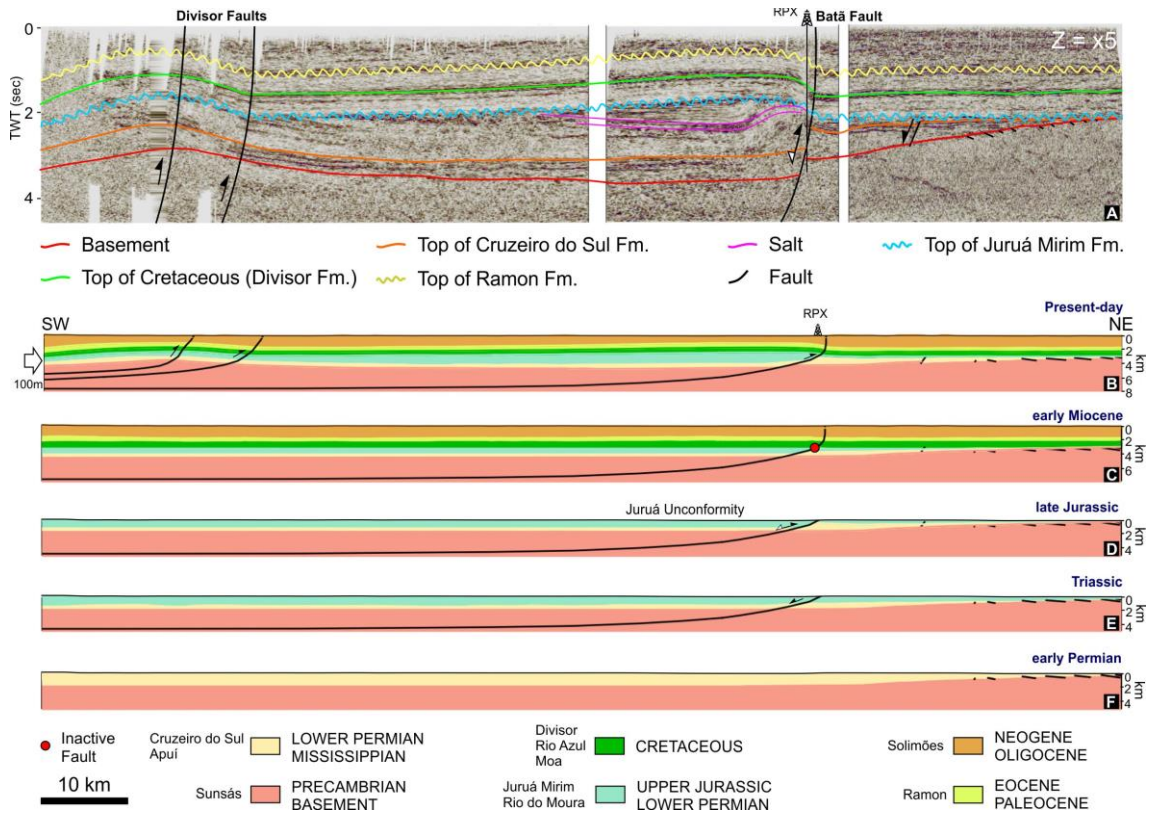 Divisor Faults
RPX
Batã Fault
Z = x5
TWT (sec)
0
2
4
A
Basement
Top of Cruzeiro do Sul Fm.
Salt
Top of Juruá Mirim Fm.
Top of Cretaceous (Divisor Fm.)
Top of Ramon Fm.
Fault
Present-day
SW
RPX
NE
100m
0
2
4
6
8
km
B
early Miocene
0
2
4
6
km
C
Juruá Unconformity
late Jurassic
0
2
4
km
D
Triassic
0
2
4
km
E
early Permian
0
2
4
km
F
Inactive
Fault
10 km
Cruzeiro do Sul
Apuí
LOWER PERMIAN
MISSISSIPPIAN
Sunsás
PRECAMBRIAN
BASEMENT
Divisor
Rio Azul
Moa
CRETACEOUS
Juruá Mirim
Rio do Moura
UPPER JURASSIC
LOWER PERMIAN
Solimões
NEOGENE
OLIGOCENE
Ramon
EOCENE
PALEOCENE